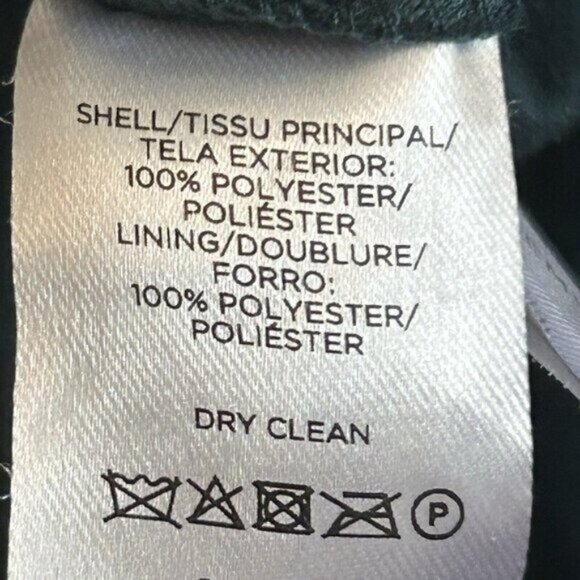 SHELL/TISSU PRINCIPAL/
TELA EXTERIOR:
100% POLYESTER/
POLIÉSTER
LINING/DOUBLURE/
FORRO:
100% POLYESTER/
POLIÉSTER
DRY CLEAN
P